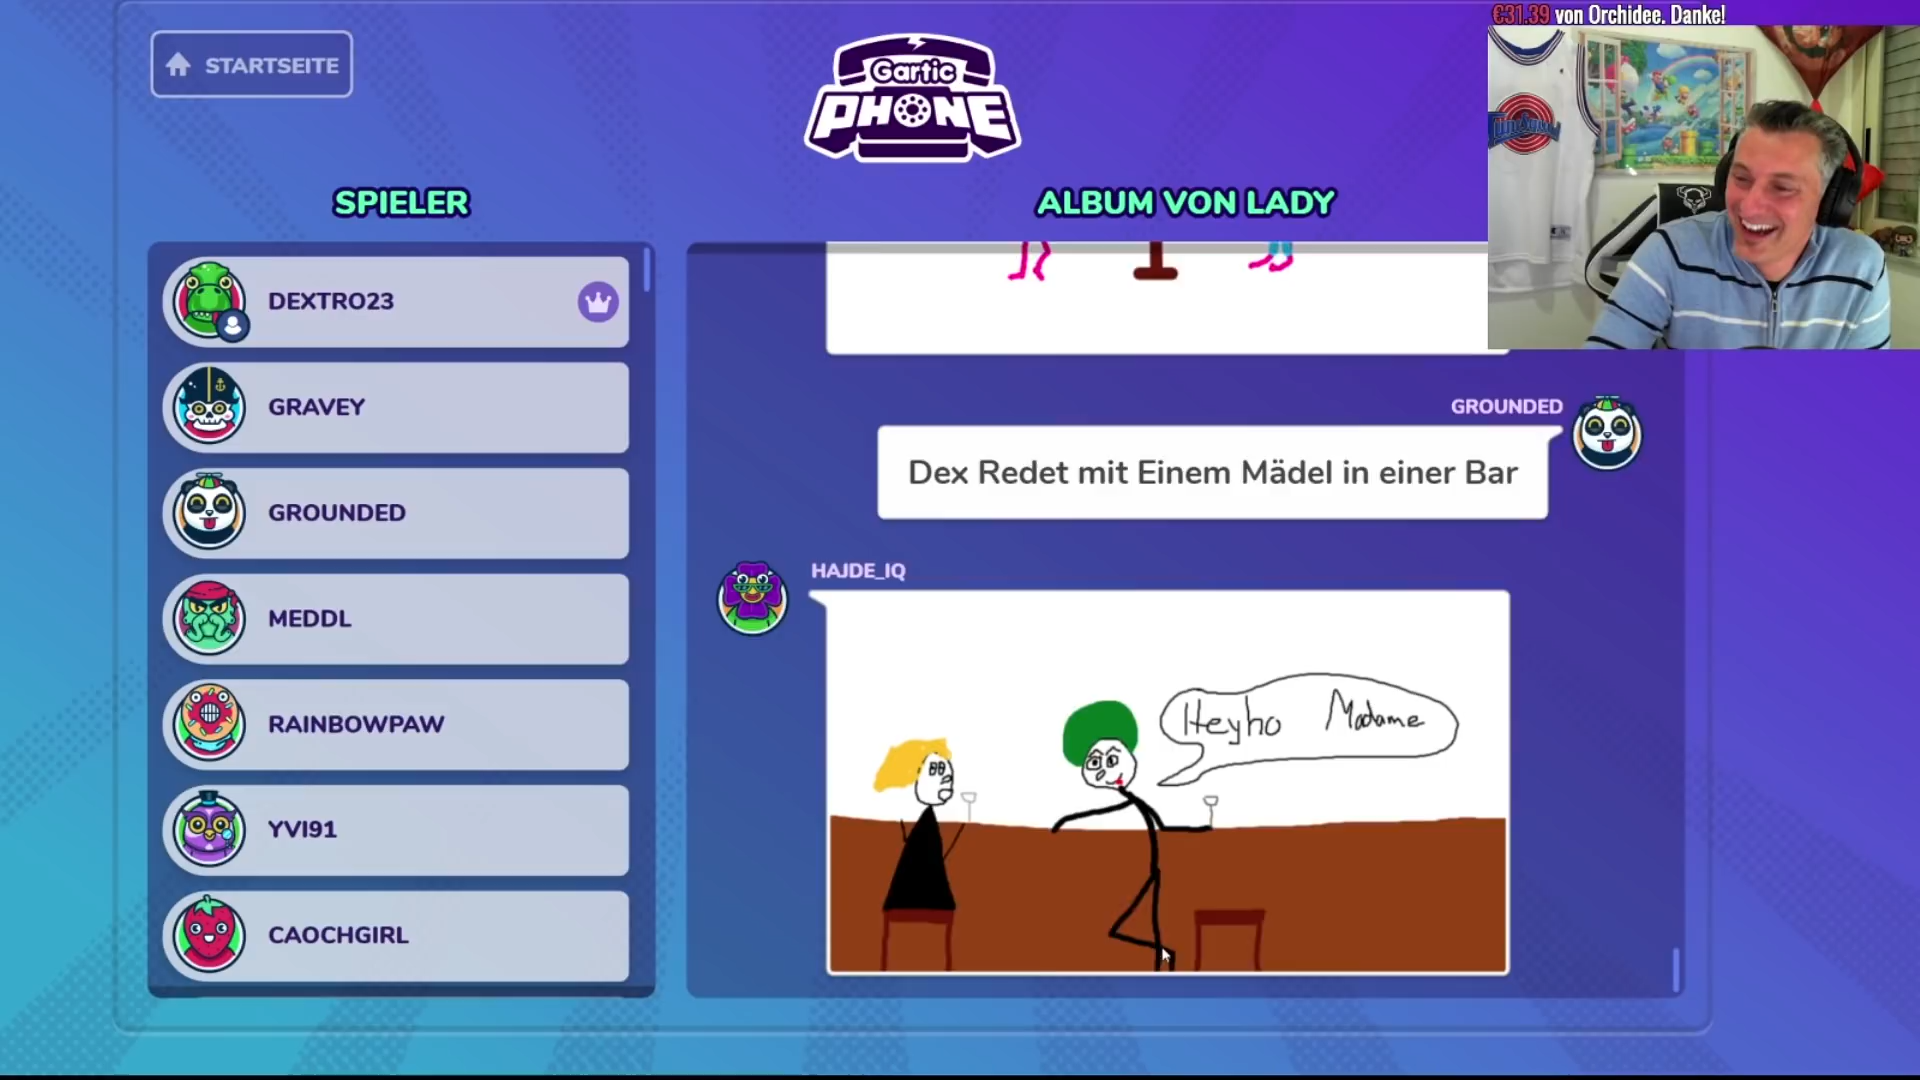 €31.39 von Orchidee. Danke!
STARTSEITE
Gartic
PHONE
SPIELER
ALBUM VON LADY
DEXTRO23
GRAVEY
GROUNDED
MEDDL
RAINBOWPAW
YVI91
CAOCHGIRL
GROUNDED
Dex Redet mit Einem Mädel in einer Bar
HAJDE_IQ
Heyho Madame